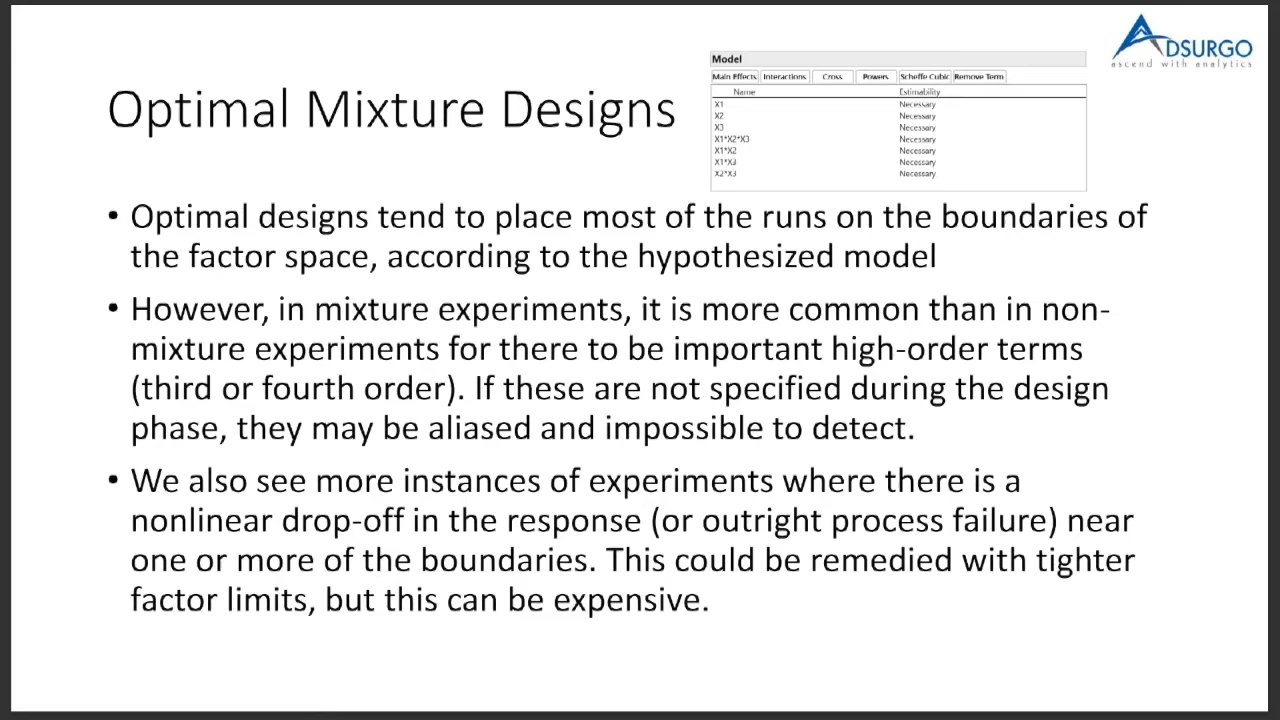 DSURGO
ascend with analytics
Model
Main Effects Interactions Cross Powers Scheffe Cubic Remove Term
Name Estimability
X1 Necessary
X2 Necessary
X3 Necessary
X1*X2*X3 Necessary
X1*X2 Necessary
X1*X3 Necessary
X2*X3 Necessary
Optimal Mixture Designs
• Optimal designs tend to place most of the runs on the boundaries of
the factor space, according to the hypothesized model
• However, in mixture experiments, it is more common than in non-
mixture experiments for there to be important high-order terms
(third or fourth order). If these are not specified during the design
phase, they may be aliased and impossible to detect.
• We also see more instances of experiments where there is a
nonlinear drop-off in the response (or outright process failure) near
one or more of the boundaries. This could be remedied with tighter
factor limits, but this can be expensive.